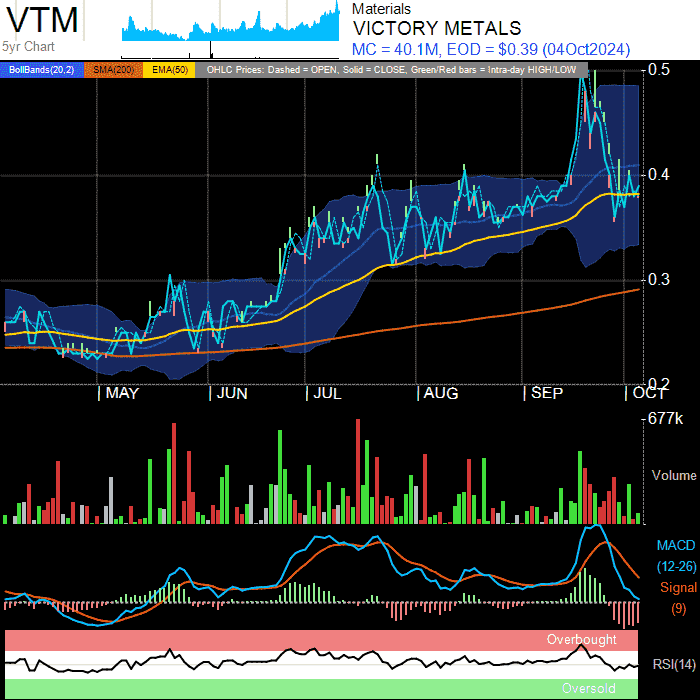 VTM
5yr Chart
Materials
VICTORY METALS
MC = 40.1M, EOD = $0.39 (04Oct2024)
BollBands(20,2) SMA(200) EMA(50) OHLC Prices: Dashed = OPEN, Solid = CLOSE, Green/Red bars = Intra-day HIGH/LOW
0.5
0.4
0.3
0.2
MAY JUN JUL AUG SEP OCT
677k
Volume
MACD
(12-26)
Signal
(9)
Overbought
RSI(14)
Oversold